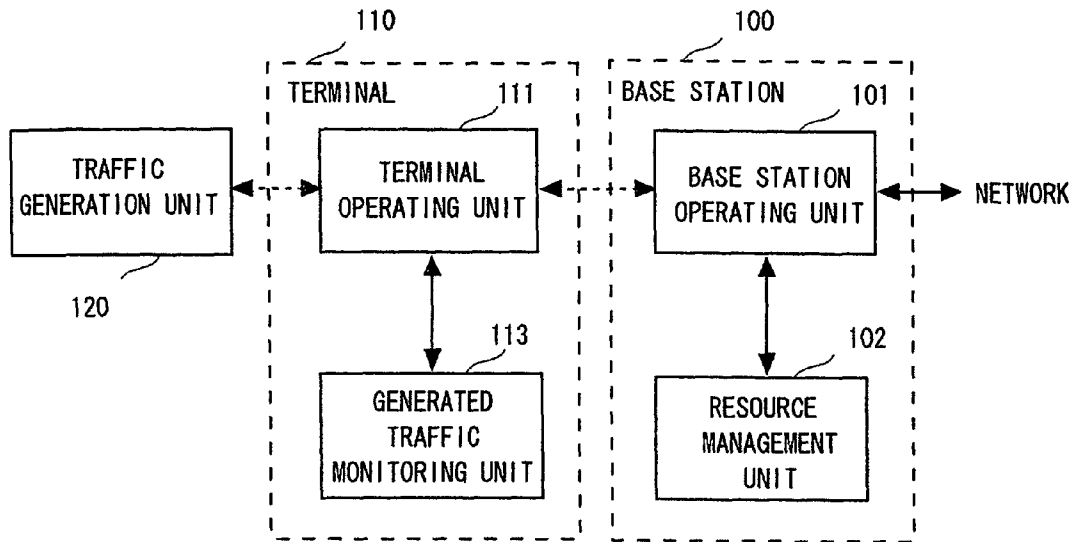 110
100
TERMINAL
111
BASE STATION
101
TRAFFIC
GENERATION UNIT
TERMINAL
OPERATING UNIT
BASE STATION
OPERATING UNIT
NETWORK
120
113
102
GENERATED
TRAFFIC
MONITORING UNIT
RESOURCE
MANAGEMENT
UNIT